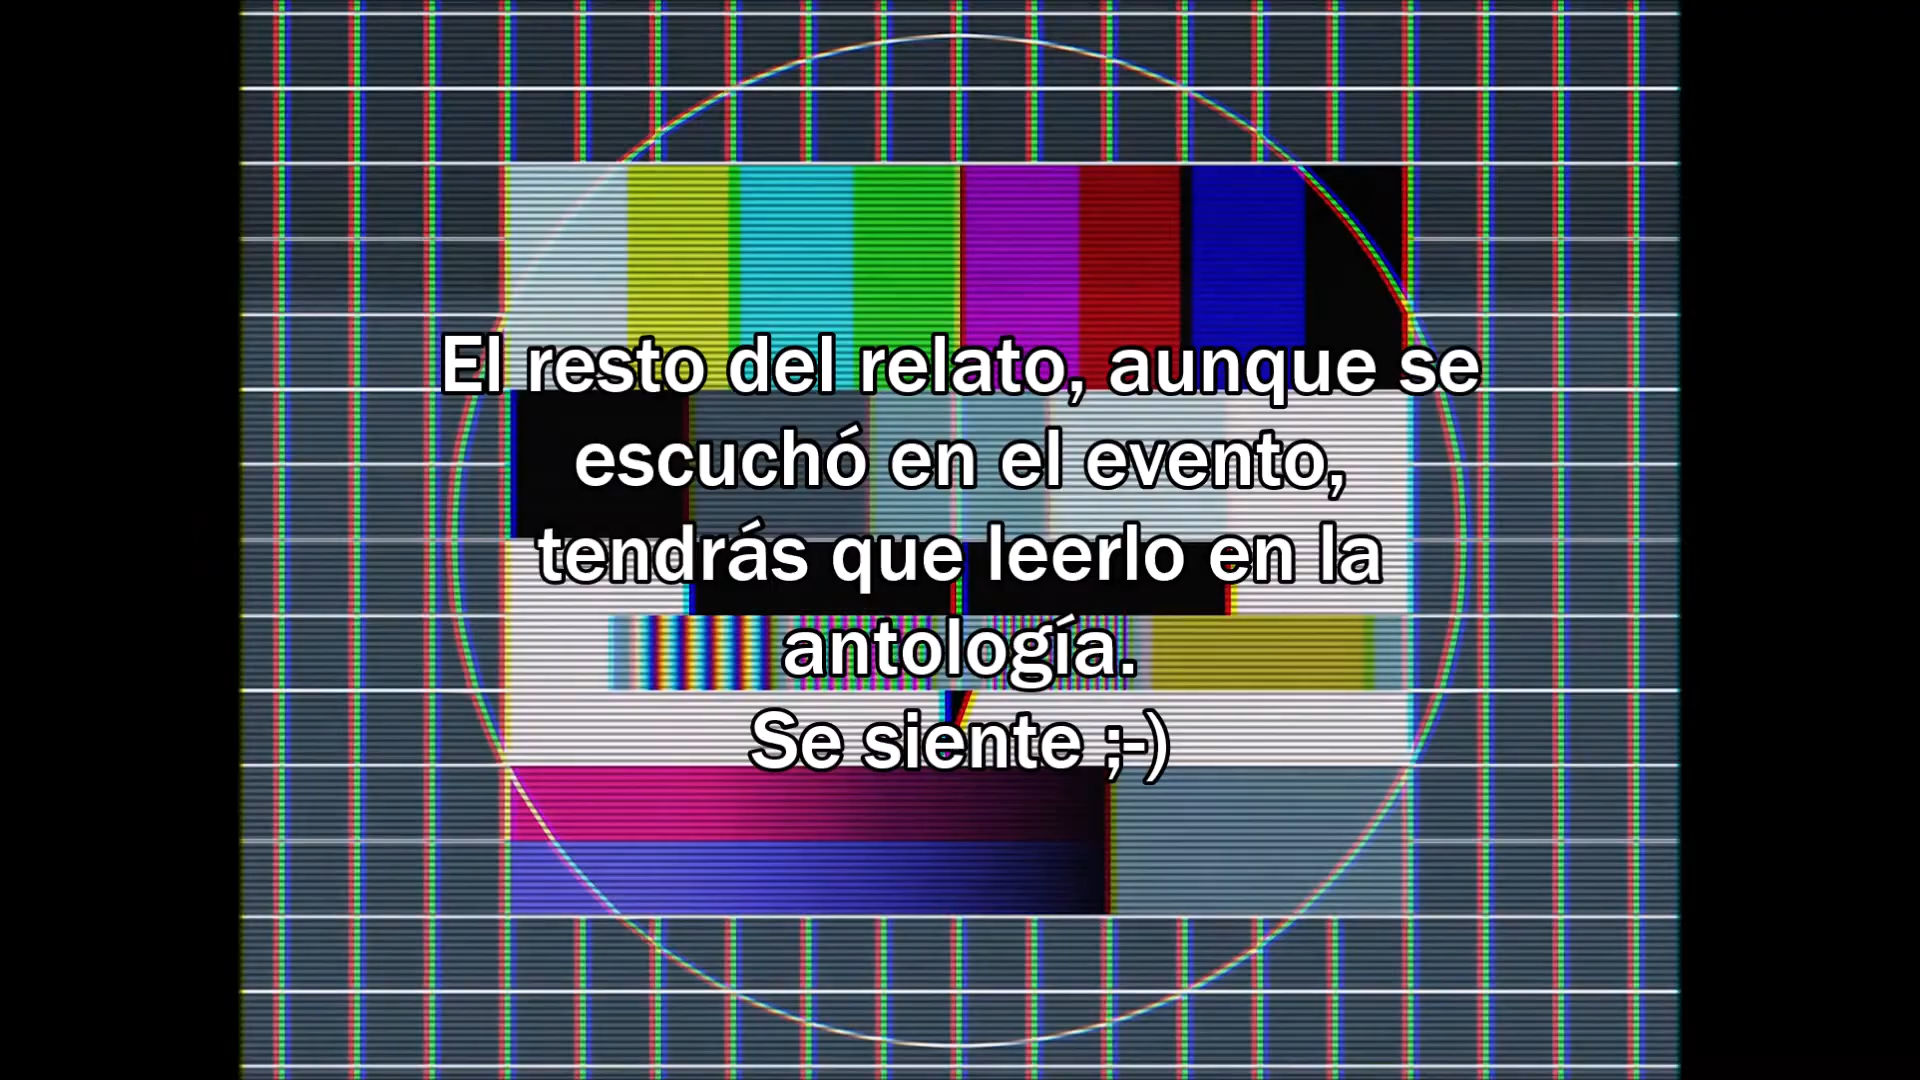 El resto del relato, aunque se
escuchó en el evento,
tendrás que leerlo en la
antología.
Se siente ;-)